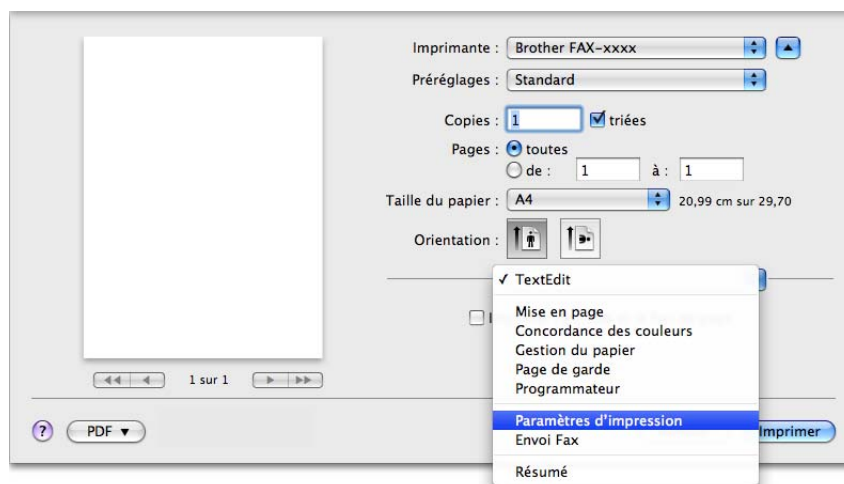 Imprimante : Brother FAX-xxxx
Préréglages : Standard
Copies : 1 triées
Pages : toutes
de : 1 à : 1
Taille du papier : A4 20,99 cm sur 29,70
Orientation :
✓ TextEdit
Mise en page
Concordance des couleurs
Gestion du papier
Page de garde
Programmateur
1 sur 1
Paramètres d'impression
Envoi Fax
Résumé
? PDF ▼ Imprimer